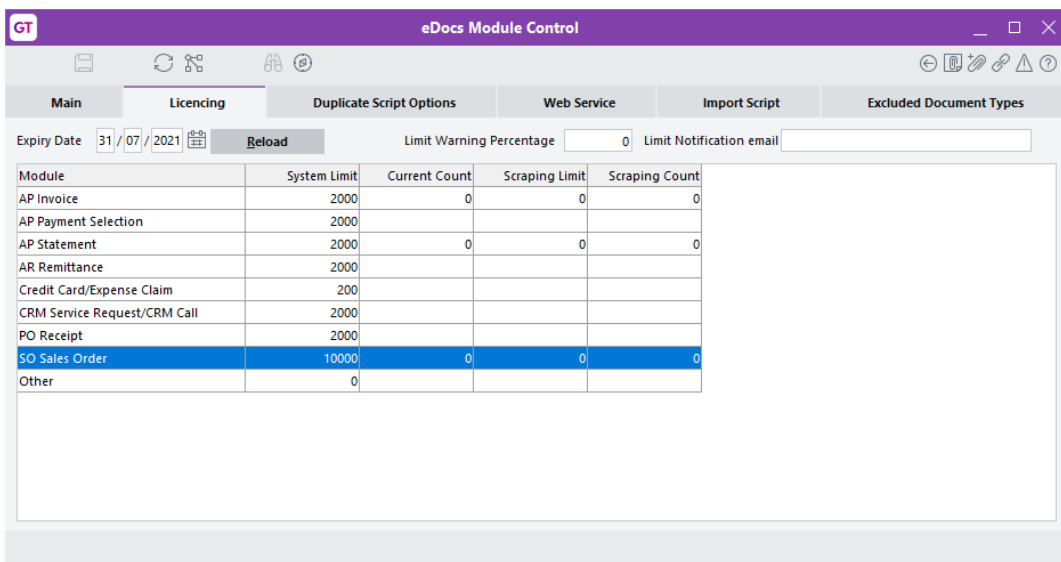 GT eDocs Module Control
Main Licencing Duplicate Script Options Web Service Import Script Excluded Document Types
Expiry Date 31 / 07 / 2021 Reload Limit Warning Percentage 0 Limit Notification email
Module System Limit Current Count Scraping Limit Scraping Count
AP Invoice 2000 0 0 0
AP Payment Selection 2000
AP Statement 2000 0 0 0
AR Remittance 2000
Credit Card/Expense Claim 200
CRM Service Request/CRM Call 2000
PO Receipt 2000
SO Sales Order 10000 0 0 0
Other 0